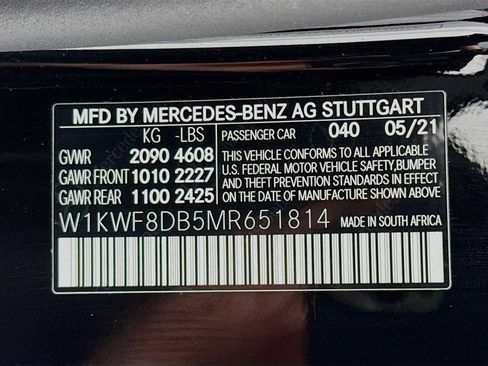 MFD BY MERCEDES-BENZ AG STUTTGART
KG -LBS PASSENGER CAR 040 05/21
GVWR 2090 4608
GAWR FRONT 1010 2227
GAWR REAR 1100 2425
THIS VEHICLE CONFORMS TO ALL APPLICABLE
U.S. FEDERAL MOTOR VEHICLE SAFETY, BUMPER
AND THEFT PREVENTION STANDARDS IN EFFECT
ON THE DATE OF MANUFACTURE SHOWN ABOVE.
W1KWF8DB5MR651814 MADE IN SOUTH AFRICA